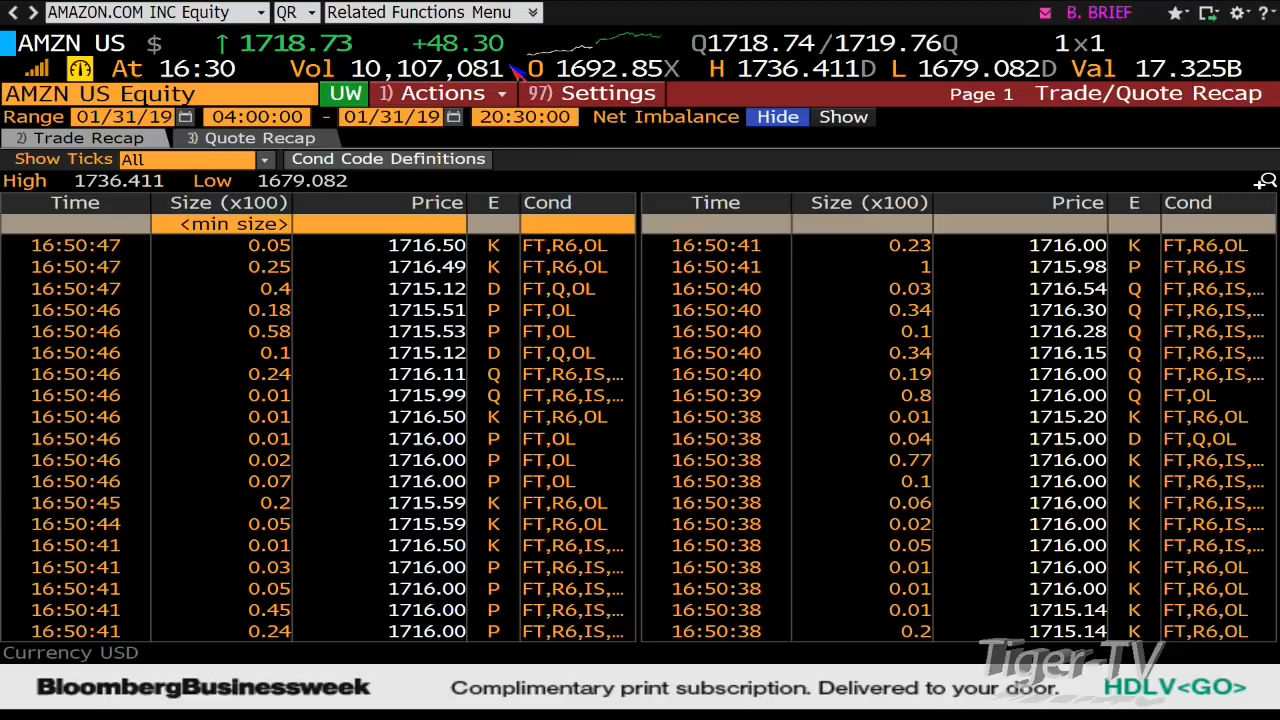 AMZN.COM INC Equity QR Related Functions Menu B. BRIEF
AMZN US $ ↑ 1718.73 +48.30 Q1718.74/1719.76Q 1x1
At 16:30 Vol 10,107,081 O 1692.85X H 1736.411D L 1679.082D Val 17.325B
AMZN US Equity UW 1) Actions 97) Settings Page 1 Trade/Quote Recap
Range 01/31/19 04:00:00 - 01/31/19 20:30:00 Net Imbalance Hide Show
2) Trade Recap 3) Quote Recap
Show Ticks All Cond Code Definitions
High 1736.411 Low 1679.082
Time Size (x100) Price E Cond Time Size (x100) Price E Cond
<min size>
16:50:47 0.05 1716.50 K FT,R6,OL 16:50:41 0.23 1716.00 K FT,R6,OL
16:50:47 0.25 1716.49 K FT,R6,OL 16:50:41 1 1715.98 P FT,R6,IS
16:50:47 0.4 1715.12 D FT,Q,OL 16:50:40 0.03 1716.54 Q FT,R6,IS,...
16:50:46 0.18 1715.51 P FT,OL 16:50:40 0.34 1716.30 Q FT,R6,IS,...
16:50:46 0.58 1715.53 P FT,OL 16:50:40 0.1 1716.28 Q FT,R6,IS,...
16:50:46 0.1 1715.12 D FT,Q,OL 16:50:40 0.34 1716.15 Q FT,R6,IS,...
16:50:46 0.24 1716.11 Q FT,R6,IS,... 16:50:40 0.19 1716.00 Q FT,R6,IS,...
16:50:46 0.01 1715.99 Q FT,R6,IS,... 16:50:39 0.8 1716.00 Q FT,OL
16:50:46 0.01 1716.50 K FT,R6,OL 16:50:38 0.01 1715.20 K FT,R6,OL
16:50:46 0.01 1716.00 P FT,OL 16:50:38 0.04 1715.00 D FT,Q,OL
16:50:46 0.02 1716.00 P FT,OL 16:50:38 0.77 1716.00 K FT,R6,IS,...
16:50:46 0.07 1716.00 P FT,OL 16:50:38 0.1 1716.00 K FT,R6,IS,...
16:50:45 0.2 1715.59 K FT,R6,OL 16:50:38 0.06 1716.00 K FT,R6,IS,...
16:50:44 0.05 1715.59 K FT,R6,OL 16:50:38 0.02 1716.00 K FT,R6,IS,...
16:50:41 0.01 1716.50 K FT,R6,IS,... 16:50:38 0.05 1716.00 K FT,R6,IS,...
16:50:41 0.03 1716.00 P FT,R6,IS,... 16:50:38 0.01 1716.00 K FT,R6,OL
16:50:41 0.05 1716.00 P FT,R6,IS,... 16:50:38 0.01 1716.00 K FT,R6,OL
16:50:41 0.45 1716.00 P FT,R6,IS,... 16:50:38 0.01 1715.14 K FT,R6,OL
16:50:41 0.24 1716.00 P FT,R6,IS,... 16:50:38 0.2 1715.14 K FT,R6,OL
Currency USD
Tiger-TV
BloombergBusinessweek Complimentary print subscription. Delivered to your door. HDLV<GO>